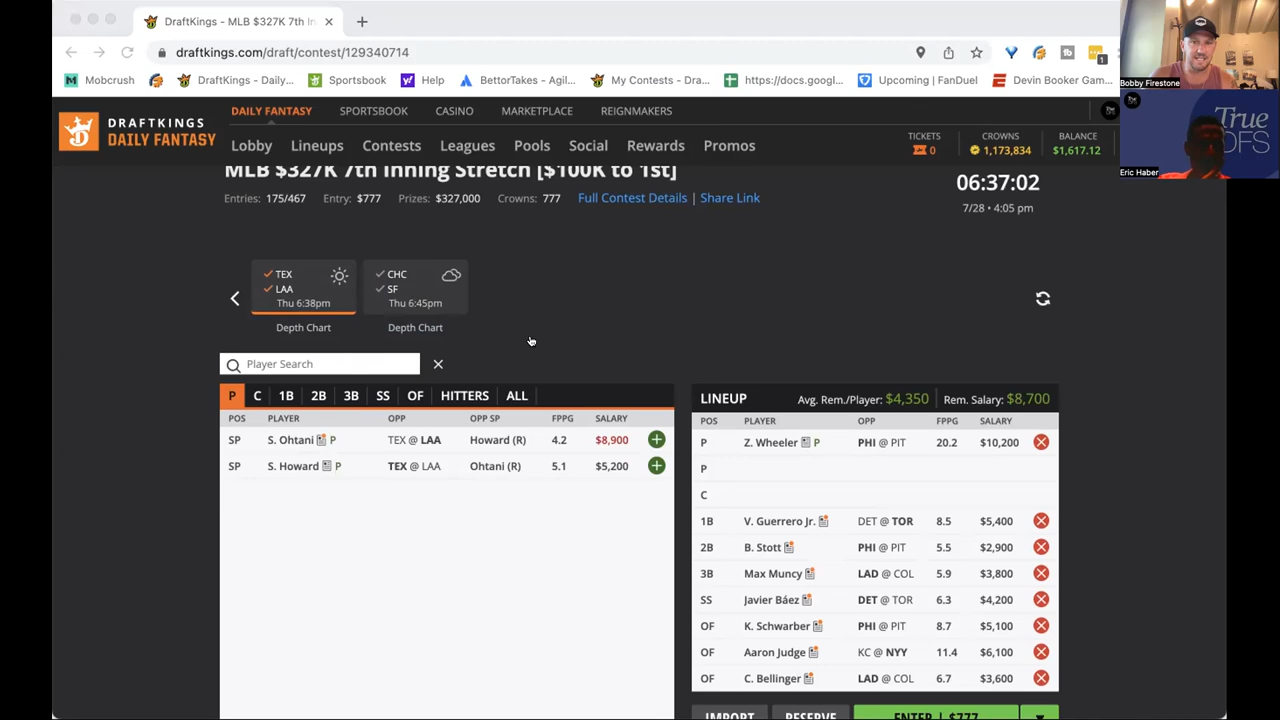 DraftKings - MLB $327K 7th In
draftkings.com/draft/contest/129340714
Mobcrush DraftKings - Daily... Sportsbook Help BettorTakes - Agil... My Contests - Dra... https://docs.googl... Upcoming | FanDuel Devin Booker Gam...
Bobby Firestone
DAILY FANTASY SPORTSBOOK CASINO MARKETPLACE REIGNMAKERS
DRAFTKINGS
DAILY FANTASY
Lobby Lineups Contests Leagues Pools Social Rewards Promos
TICKETS CROWNS BALANCE
0 1,173,834 $1,617.12
True
DFS
Eric Haber
MLB $327K 7th Inning Stretch [$100K to 1st]
Entries: 175/467 Entry: $777 Prizes: $327,000 Crowns: 777 Full Contest Details | Share Link
06:37:02
7/28 • 4:05 pm
TEX
LAA
Thu 6:38pm
Depth Chart
CHC
SF
Thu 6:45pm
Depth Chart
Player Search
P C 1B 2B 3B SS OF HITTERS ALL
POS PLAYER OPP OPP SP FPPG SALARY
SP S. Ohtani P TEX @ LAA Howard (R) 4.2 $8,900
SP S. Howard P TEX @ LAA Ohtani (R) 5.1 $5,200
LINEUP Avg. Rem./Player: $4,350 Rem. Salary: $8,700
POS PLAYER OPP FPPG SALARY
P Z. Wheeler P PHI @ PIT 20.2 $10,200
P
C
1B V. Guerrero Jr. DET @ TOR 8.5 $5,400
2B B. Stott PHI @ PIT 5.5 $2,900
3B Max Muncy LAD @ COL 5.9 $3,800
SS Javier Báez DET @ TOR 6.3 $4,200
OF K. Schwarber PHI @ PIT 8.7 $5,100
OF Aaron Judge KC @ NYY 11.4 $6,100
OF C. Bellinger LAD @ COL 6.7 $3,600
IMPORT RESERVE ENTER | $777